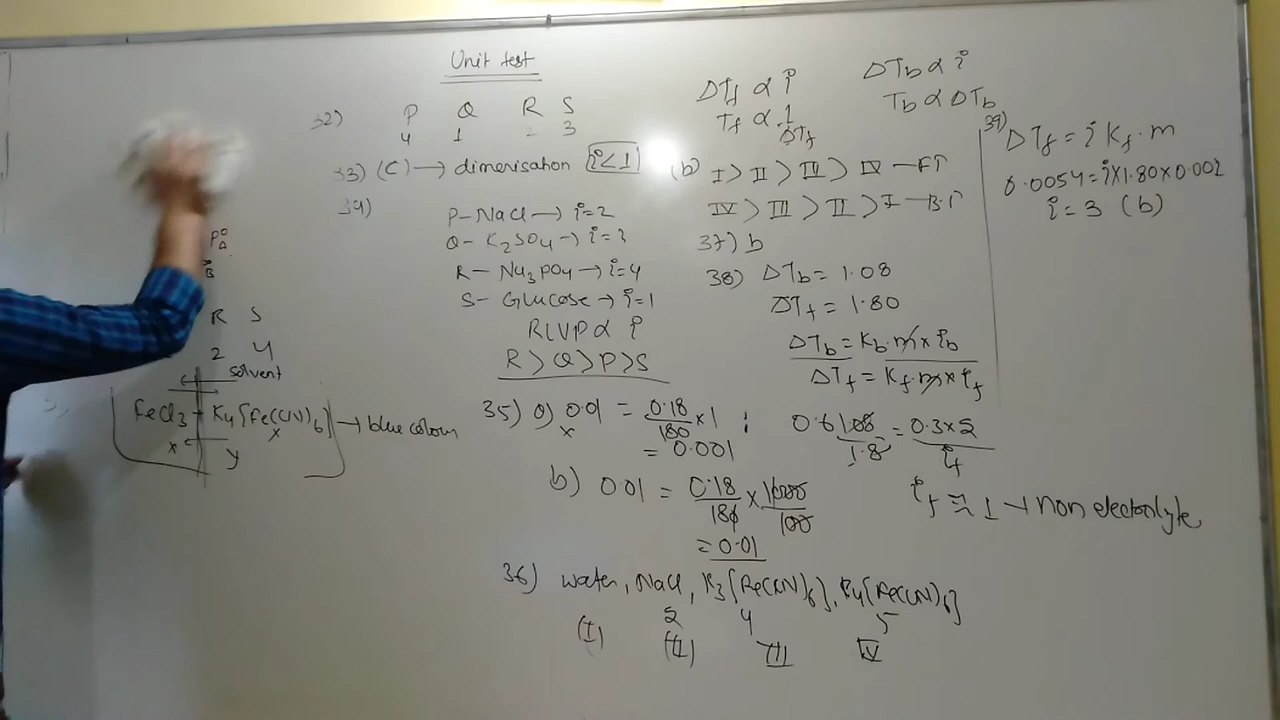 Unit test
P°A
B
R S
2 4
solvent
FeCl3 K4[Fe(CN)6] → blue colour
x x
y
32) P Q R S
4 1 3
33) (C) → dimerisation i<1
34)
P-NaCl → i=2
Q- K2SO4 → i=3
R- Na3PO4 → i=4
S- Glucose → i=1
RLVP ∝ i
R>Q>P>S
35) a) 0.01 = 0.18/180 × 1
x
= 0.001
b) 0.01 = 0.18/180 × 1000/100
= 0.01
36) Water, NaCl, K3[Fe(CN)6], K4[Fe(CN)6]
2 4 5
(I) (II) III IV
ΔTf ∝ i
Tf ∝ 1/ΔTf
ΔTb ∝ i
Tb ∝ ΔTb
(b) I > II > III > IV — F.P
IV > III > II > I — B.P
37) b
38) ΔTb = 1.08
ΔTf = 1.80
ΔTb = Kb.m × ib
ΔTf = Kf.m × if
0.6 1.08/1.8 = 0.3×2/if
if ≈ 1 → non electrolyte
39) ΔTf = i Kf.m
0.0054 = i×1.80×0.002
i = 3 (b)